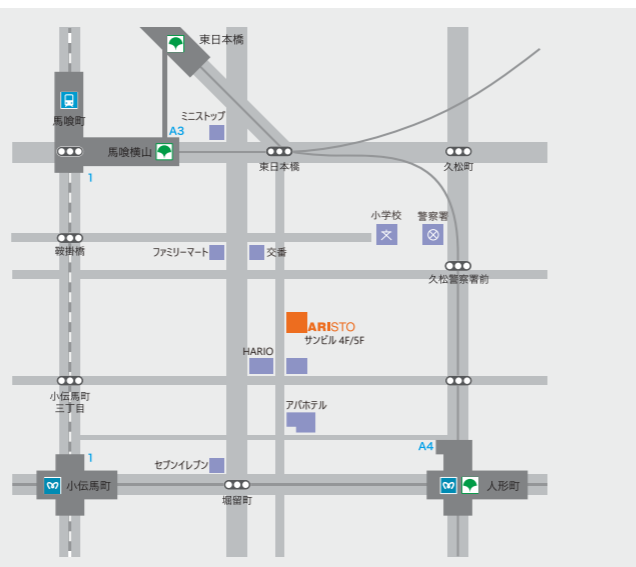 東日本橋
ミニストップ
馬喰町
A3
馬喰横山
東日本橋
久松町
1
小学校
警察署
文
鞍掛橋
ファミリーマート
交番
久松警察署前
ARISTO
サンビル 4F/5F
HARIO
小伝馬町
三丁目
アパホテル
A4
1
セブンイレブン
小伝馬町
人形町
堀留町